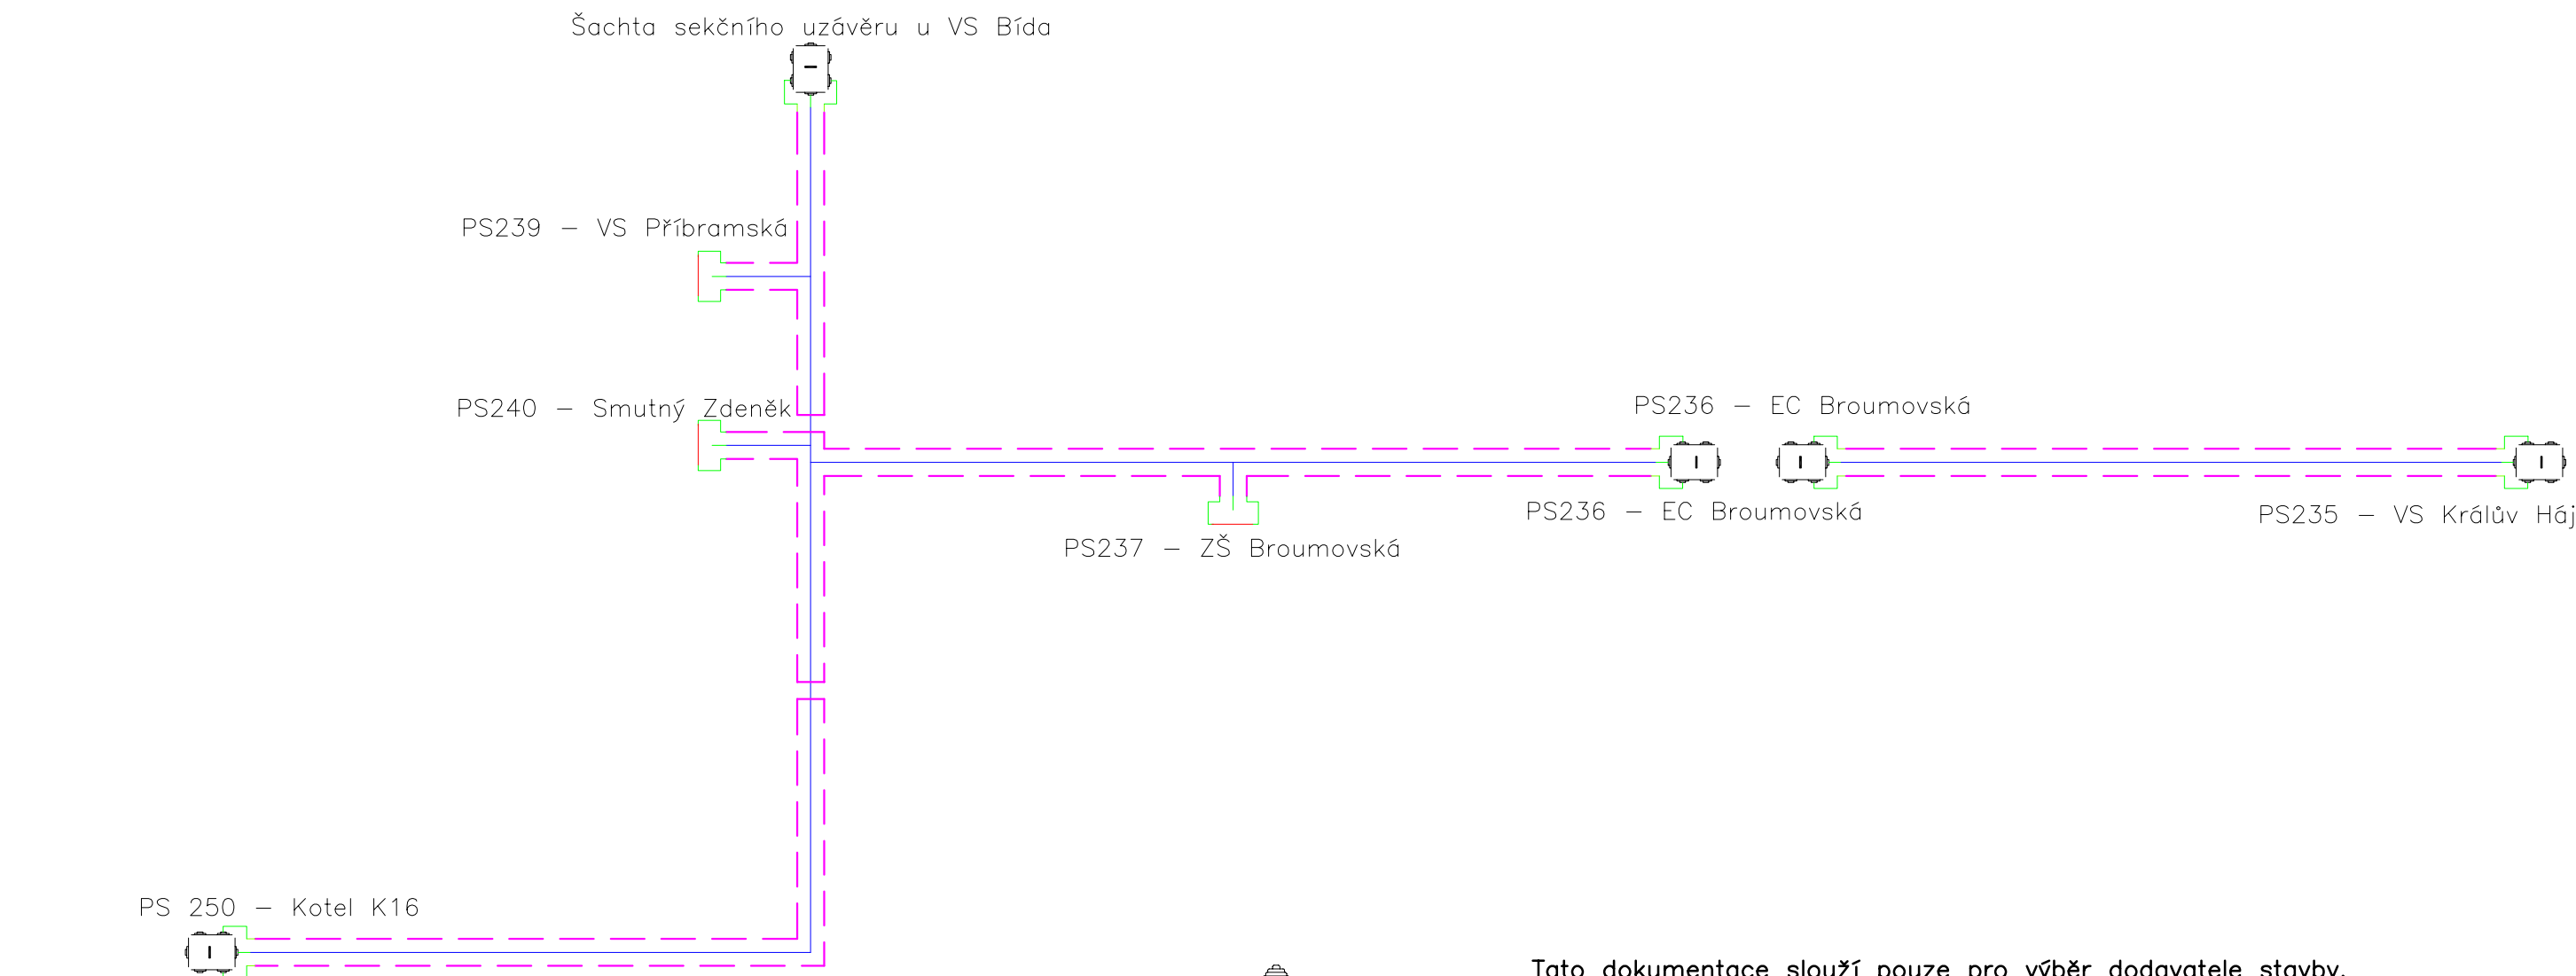 Šachta sekčního uzávěru u VS Bída
PS239 – VS Příbramská
PS240 – Smutný Zdeněk
PS236 – EC Broumovská
PS236 – EC Broumovská
PS235 – VS Králův Háj
PS237 – ZŠ Broumovská
PS 250 – Kotel K16
Tato dokumentace slouží pouze pro výběr dodavatele stavby.